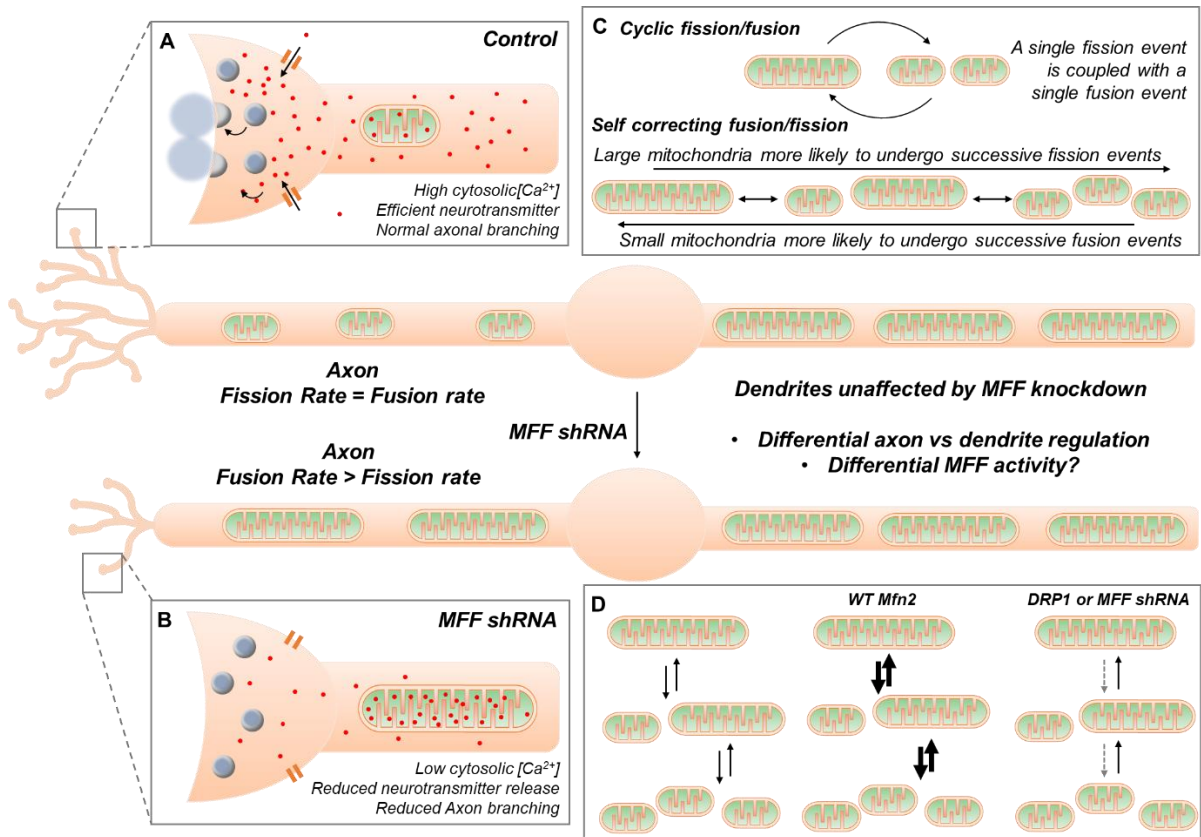 A
Control
High cytosolic[Ca²⁺]
Efficient neurotransmitter
Normal axonal branching
C
Cyclic fission/fusion
A single fission event
is coupled with a
single fusion event
Self correcting fusion/fission
Large mitochondria more likely to undergo successive fission events
Small mitochondria more likely to undergo successive fusion events
Axon
Fission Rate = Fusion rate
Dendrites unaffected by MFF knockdown
MFF shRNA
• Differential axon vs dendrite regulation
• Differential MFF activity?
Axon
Fusion Rate > Fission rate
B
MFF shRNA
Low cytosolic [Ca²⁺]
Reduced neurotransmitter release
Reduced Axon branching
D
WT Mfn2
DRP1 or MFF shRNA